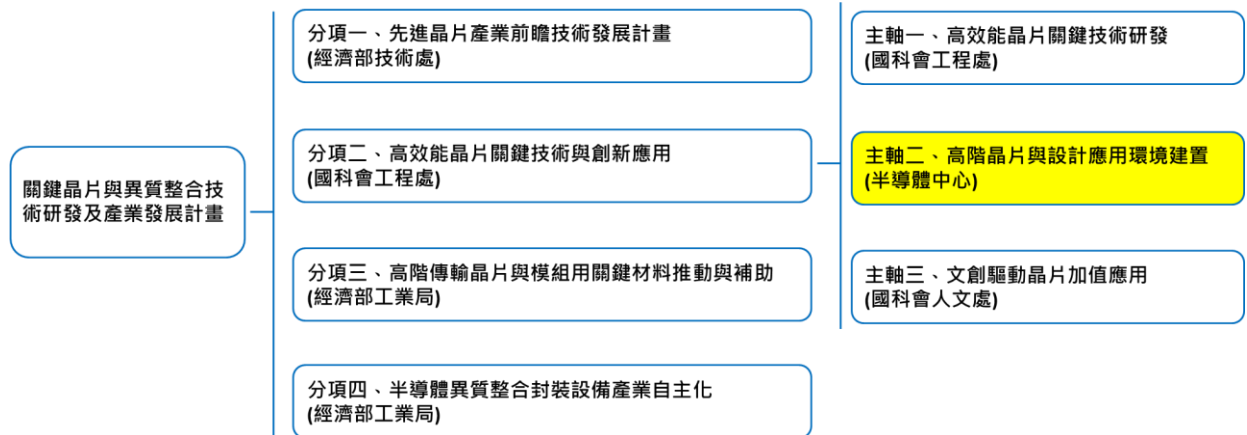 關鍵晶片與異質整合技
術研發及產業發展計畫
分項一、先進晶片產業前瞻技術發展計畫
(經濟部技術處)
分項二、高效能晶片關鍵技術與創新應用
(國科會工程處)
分項三、高階傳輸晶片與模組用關鍵材料推動與補助
(經濟部工業局)
分項四、半導體異質整合封裝設備產業自主化
(經濟部工業局)
主軸一、高效能晶片關鍵技術研發
(國科會工程處)
主軸二、高階晶片與設計應用環境建置
(半導體中心)
主軸三、文創驅動晶片加值應用
(國科會人文處)